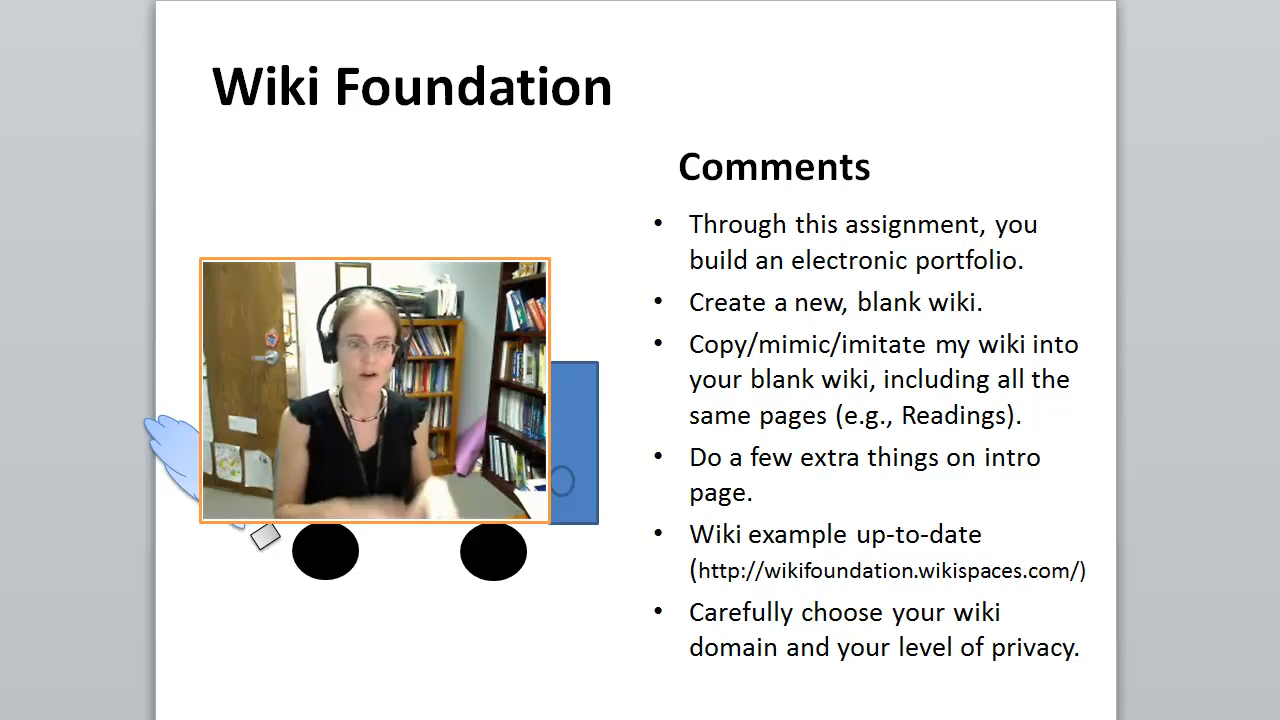 Wiki Foundation
Comments
• Through this assignment, you
build an electronic portfolio.
• Create a new, blank wiki.
• Copy/mimic/imitate my wiki into
your blank wiki, including all the
same pages (e.g., Readings).
• Do a few extra things on intro
page.
• Wiki example up-to-date
(http://wikifoundation.wikispaces.com/)
• Carefully choose your wiki
domain and your level of privacy.